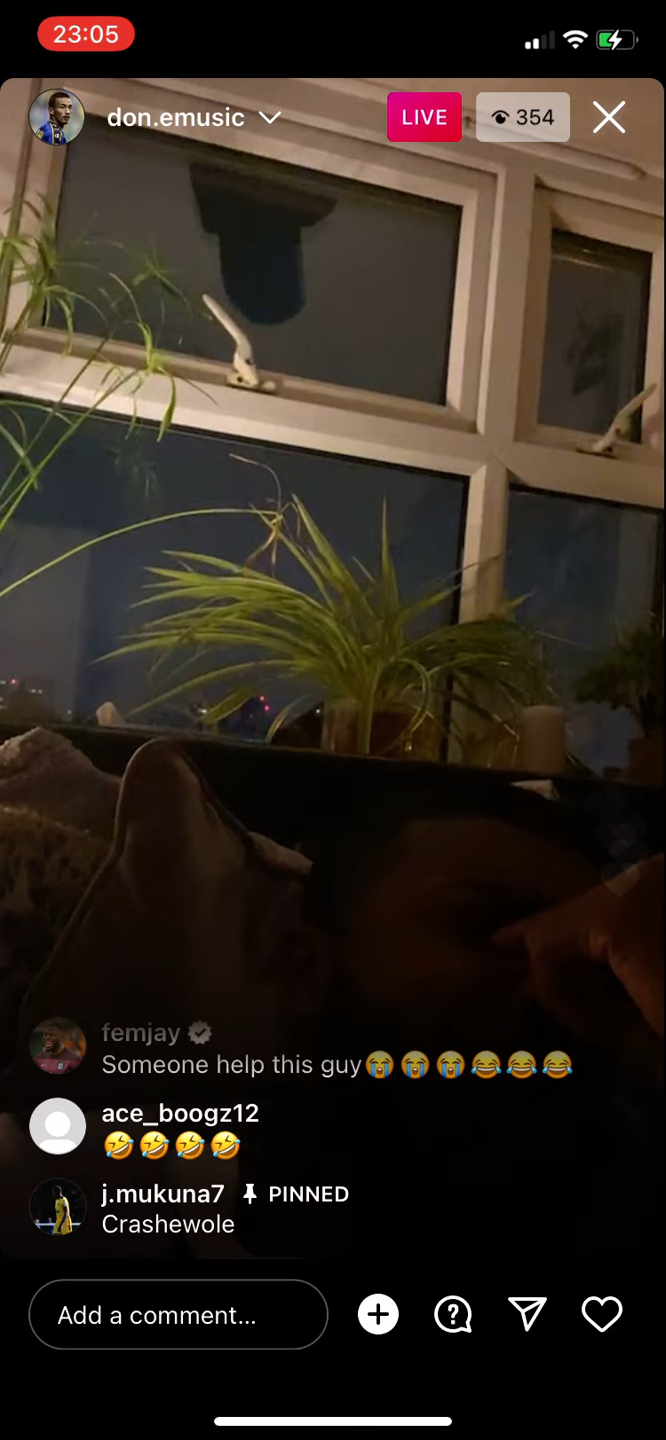 23:05
don.emusic
LIVE
354
femjay
Someone help this guy😭😭😭😂😂😂
ace_boogz12
🤣🤣🤣🤣
j.mukuna7 PINNED
Crashewole
Add a comment...